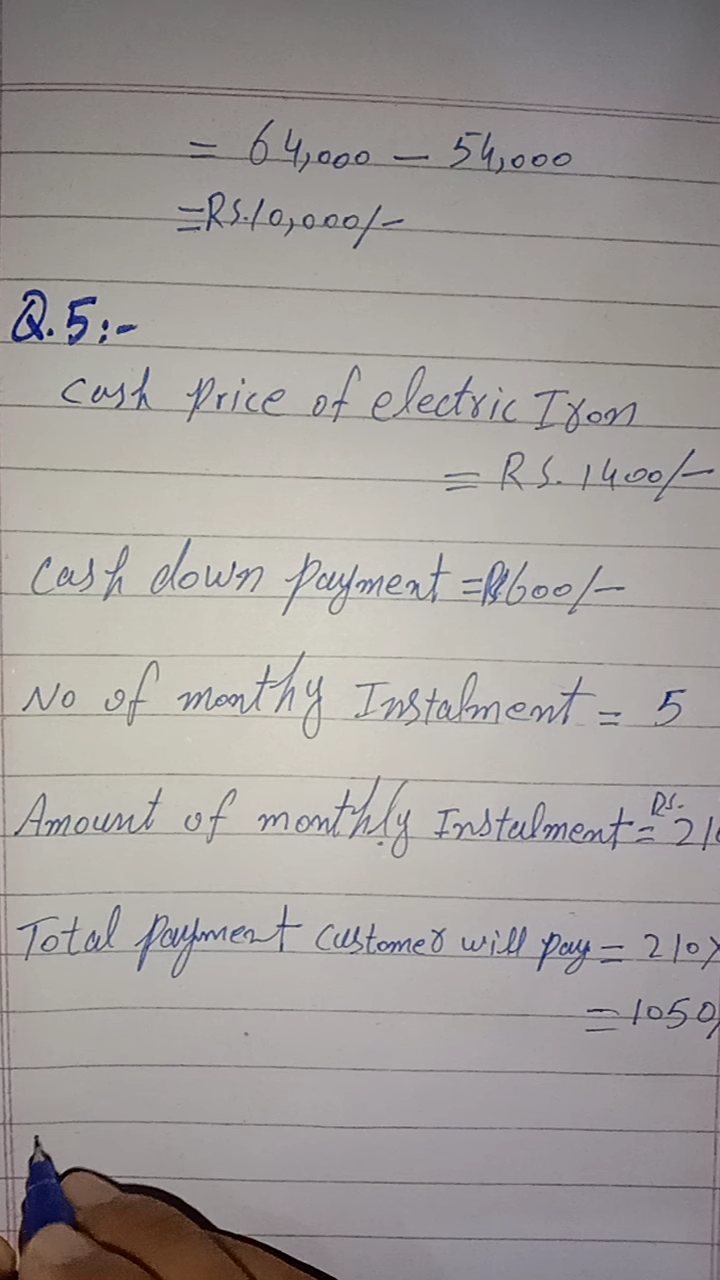 = 64,000 - 54,000
=RS.10,000/-
Q.5:-
Cash Price of electric Iron
= RS. 1400/-
Cash down payment =RS600/-
No of monthy Instalment = 5
Amount of monthly Instalment = RS. 210
Total Payment Customer will pay = 210X
= 1050/